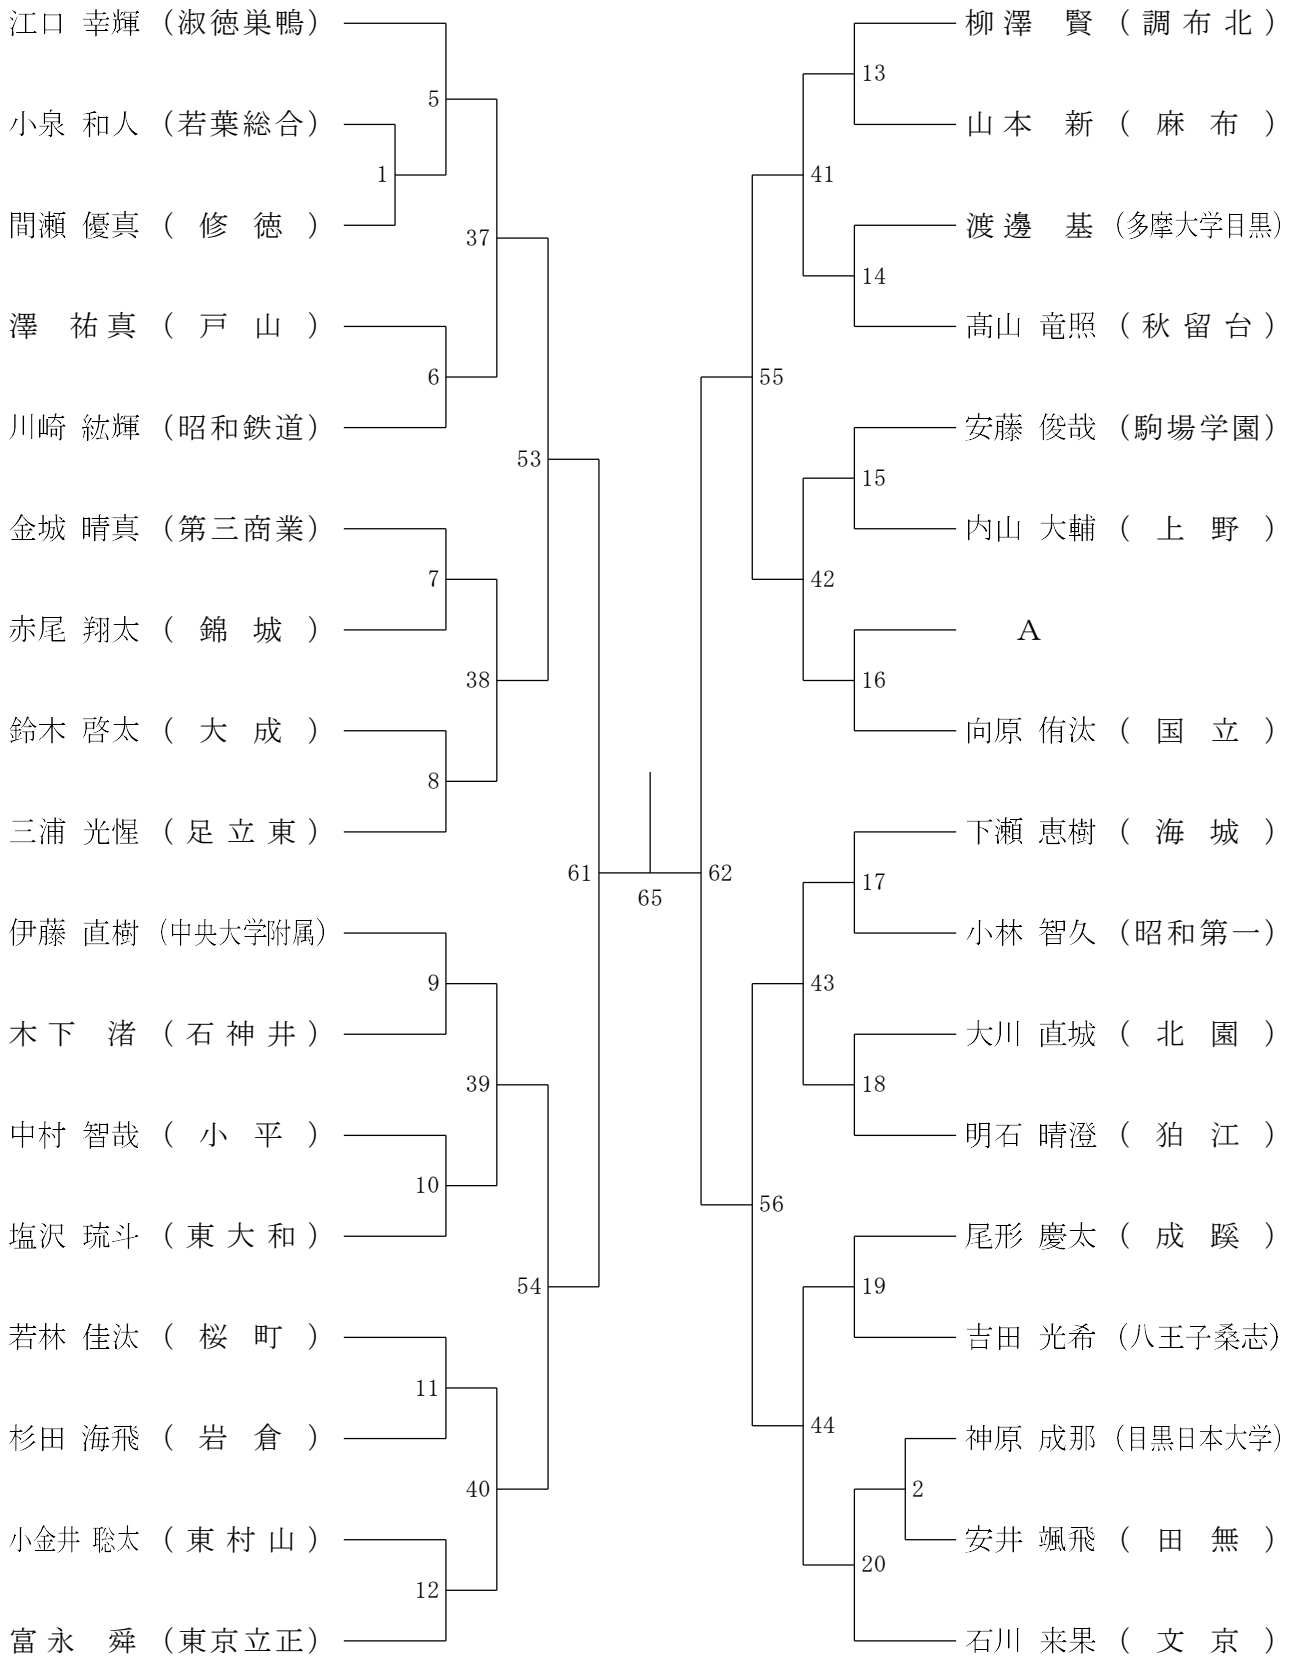 江口 幸輝 (淑徳巣鴨)
5
小泉 和人 (若葉総合)
1
間瀬 優真 (修徳)
37
澤 祐真 (戸山)
6
川崎 紘輝 (昭和鉄道)
53
金城 晴真 (第三商業)
7
赤尾 翔太 (錦城)
38
鈴木 啓太 (大成)
8
三浦 光惺 (足立東)
61
伊藤 直樹 (中央大学附属)
9
木下 渚 (石神井)
39
中村 智哉 (小平)
10
塩沢 琉斗 (東大和)
54
若林 佳汰 (桜町)
11
杉田 海飛 (岩倉)
40
小金井 聡太 (東村山)
12
富永 舜 (東京立正)
65
柳澤 賢 (調布北)
13
山本 新 (麻布)
41
渡邊 基 (多摩大学目黒)
14
髙山 竜照 (秋留台)
55
安藤 俊哉 (駒場学園)
15
内山 大輔 (上野)
42
A
16
向原 侑汰 (国立)
62
下瀬 恵樹 (海城)
17
小林 智久 (昭和第一)
43
大川 直城 (北園)
18
明石 晴澄 (狛江)
56
尾形 慶太 (成蹊)
19
吉田 光希 (八王子桑志)
44
神原 成那 (目黒日本大学)
2
安井 颯飛 (田無)
20
石川 来果 (文京)